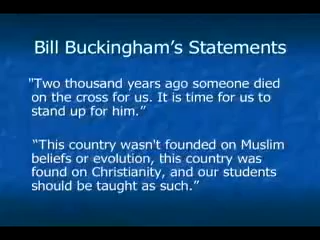 Bill Buckingham's Statements
"Two thousand years ago someone died
on the cross for us. It is time for us to
stand up for him."
“This country wasn't founded on Muslim
beliefs or evolution, this country was
found on Christianity, and our students
should be taught as such.”